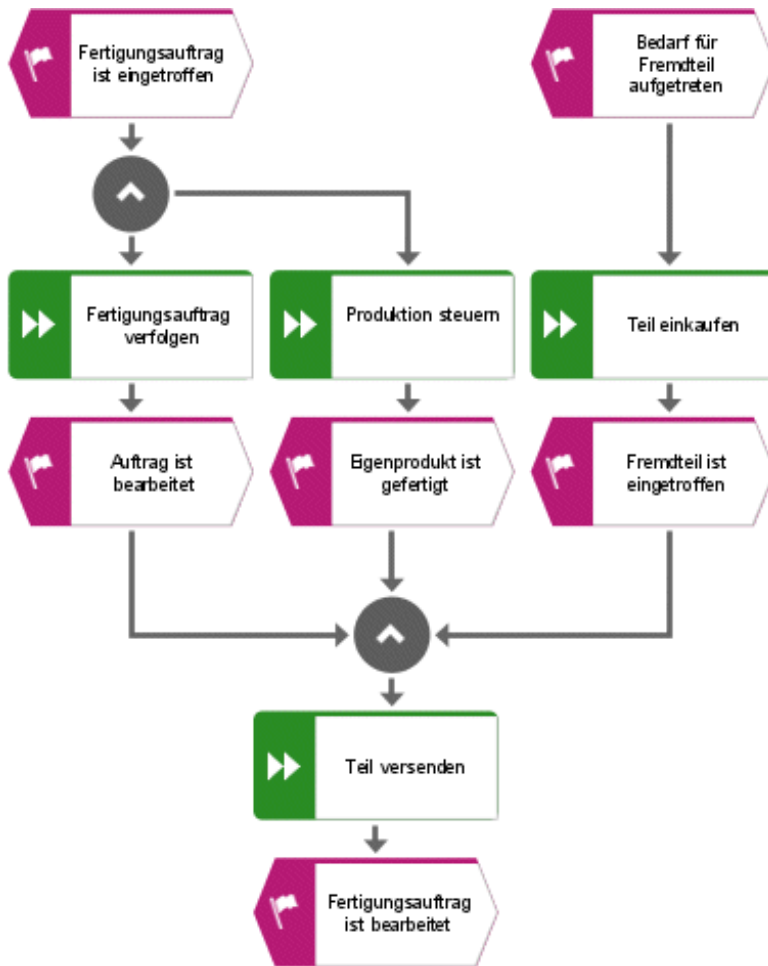 Fertigungsauftrag
ist eingetroffen
Bedarf für
Fremdteil
aufgetreten
Fertigungsauftrag
verfolgen
Produktion steuern
Teil einkaufen
Auftrag ist
bearbeitet
Eigenprodukt ist
gefertigt
Fremdteil ist
eingetroffen
Teil versenden
Fertigungsauftrag
ist bearbeitet